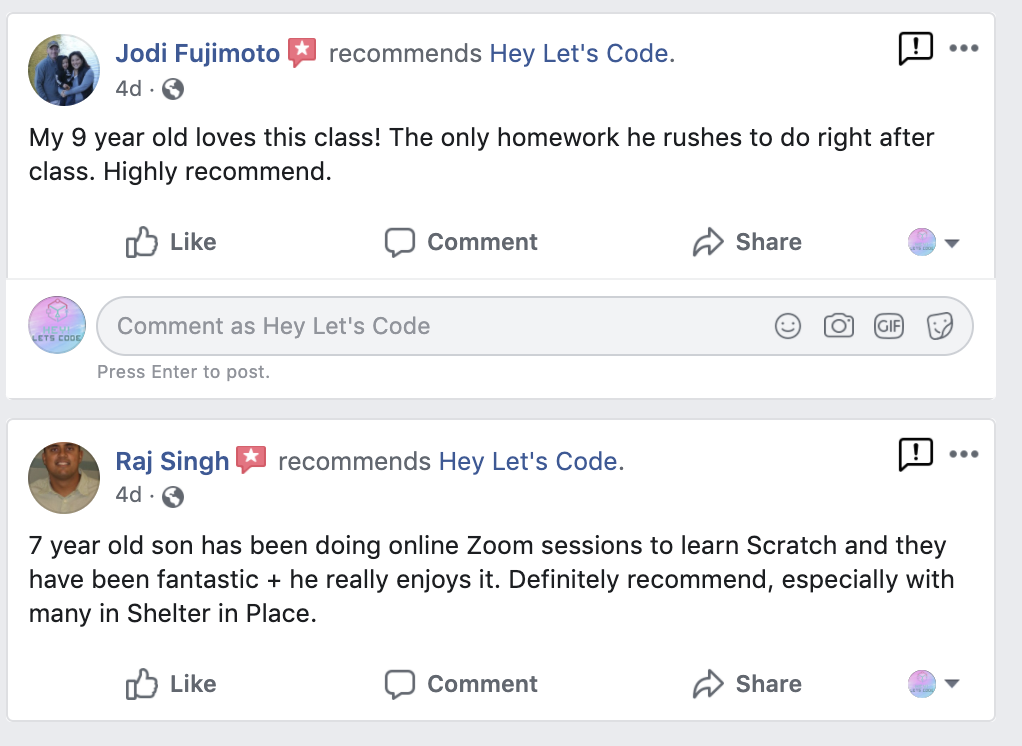 Jodi Fujimoto recommends Hey Let's Code.
4d ·
My 9 year old loves this class! The only homework he rushes to do right after
class. Highly recommend.
Like Comment Share
LETS CODE
Comment as Hey Let's Code GIF
Press Enter to post.
Raj Singh recommends Hey Let's Code.
4d ·
7 year old son has been doing online Zoom sessions to learn Scratch and they
have been fantastic + he really enjoys it. Definitely recommend, especially with
many in Shelter in Place.
Like Comment Share